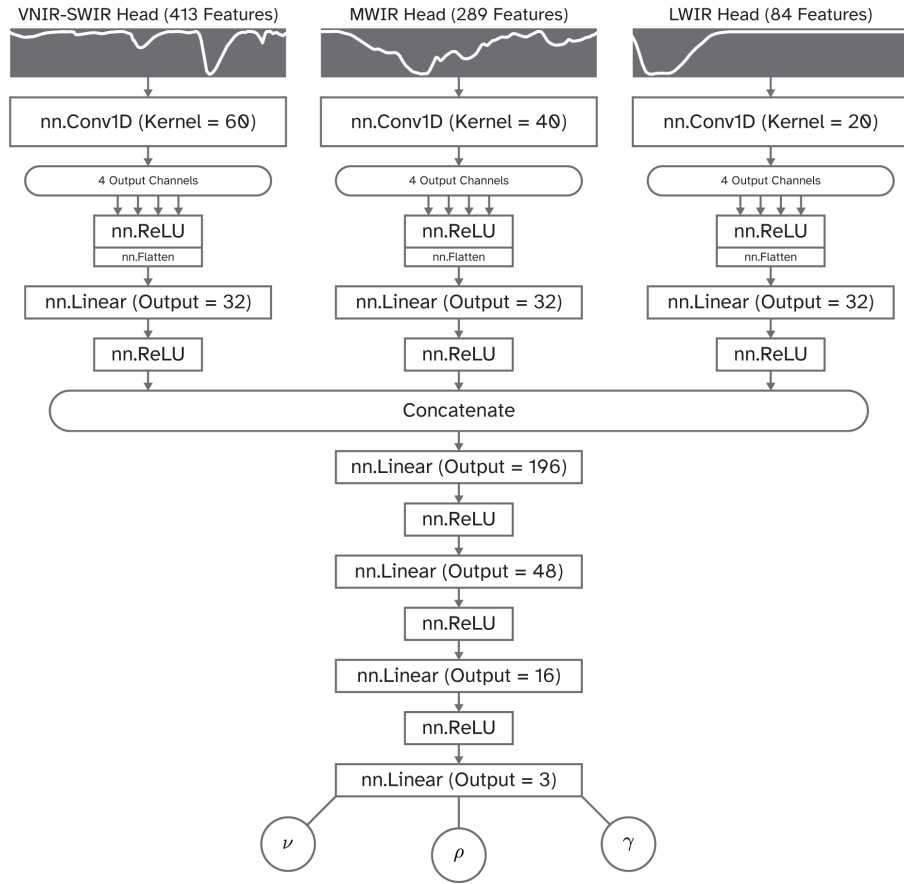 VNIR-SWIR Head (413 Features)
MWIR Head (289 Features)
LWIR Head (84 Features)
nn.Conv1D (Kernel = 60)
nn.Conv1D (Kernel = 40)
nn.Conv1D (Kernel = 20)
4 Output Channels
4 Output Channels
4 Output Channels
nn.ReLU
nn.ReLU
nn.ReLU
nn.Flatten
nn.Flatten
nn.Flatten
nn.Linear (Output = 32)
nn.Linear (Output = 32)
nn.Linear (Output = 32)
nn.ReLU
nn.ReLU
nn.ReLU
Concatenate
nn.Linear (Output = 196)
nn.ReLU
nn.Linear (Output = 48)
nn.ReLU
nn.Linear (Output = 16)
nn.ReLU
nn.Linear (Output = 3)
ν
ρ
γ